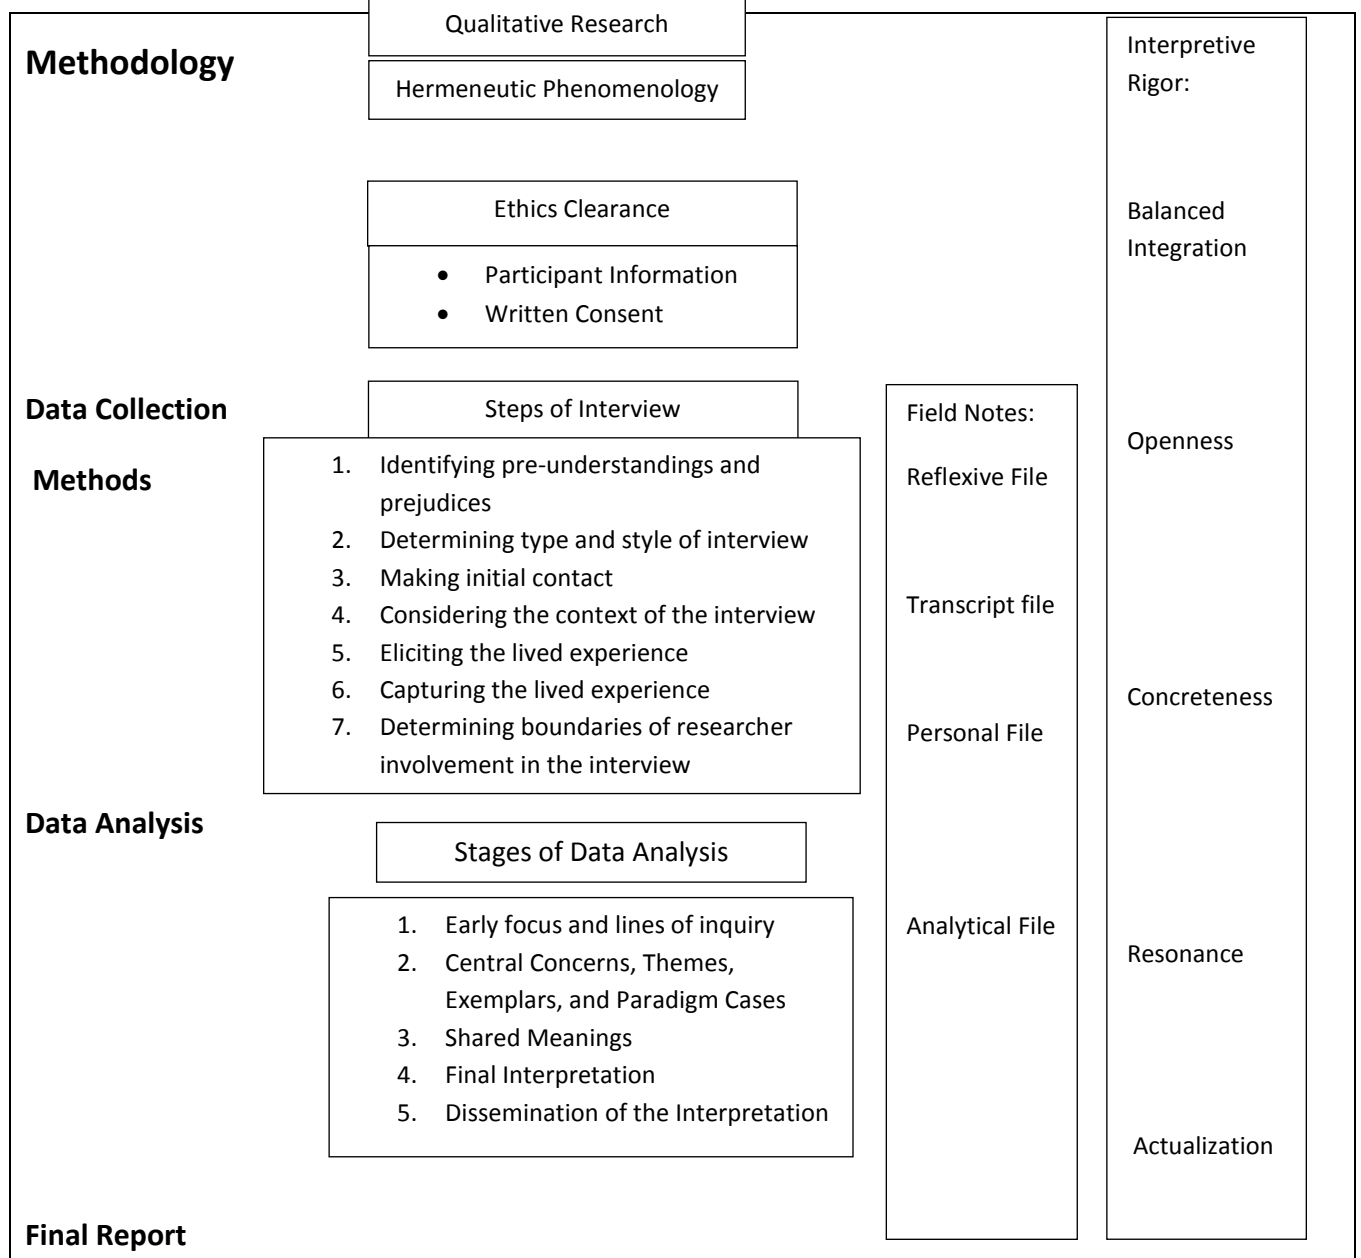 Methodology
Qualitative Research
Hermeneutic Phenomenology
Ethics Clearance
• Participant Information
• Written Consent
Data Collection
Methods
Steps of Interview
1. Identifying pre-understandings and
prejudices
2. Determining type and style of interview
3. Making initial contact
4. Considering the context of the interview
5. Eliciting the lived experience
6. Capturing the lived experience
7. Determining boundaries of researcher
involvement in the interview
Data Analysis
Stages of Data Analysis
1. Early focus and lines of inquiry
2. Central Concerns, Themes,
Exemplars, and Paradigm Cases
3. Shared Meanings
4. Final Interpretation
5. Dissemination of the Interpretation
Final Report
Field Notes:
Reflexive File
Transcript file
Personal File
Analytical File
Interpretive
Rigor:
Balanced
Integration
Openness
Concreteness
Resonance
Actualization